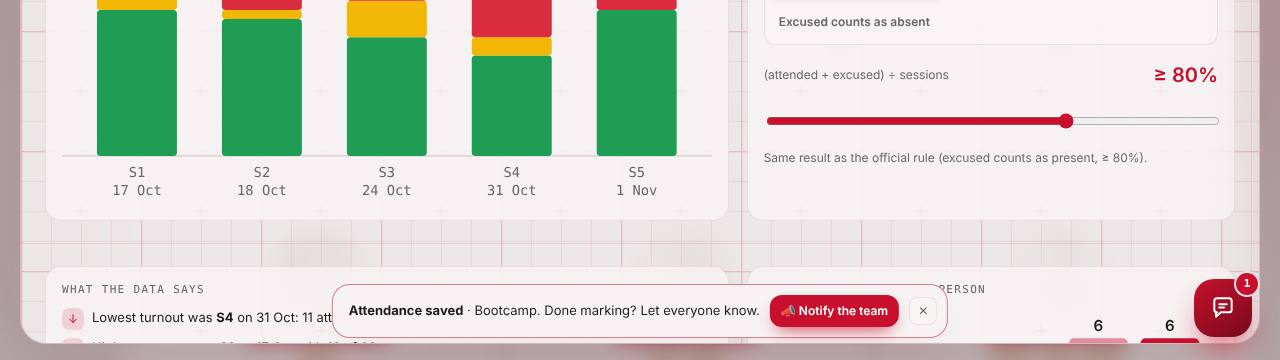 Excused counts as absent
(attended + excused) ÷ sessions
≥ 80%
Same result as the official rule (excused counts as present, ≥ 80%).
S1 S2 S3 S4 S5
17 Oct 18 Oct 24 Oct 31 Oct 1 Nov
WHAT THE DATA SAYS
PERSON
Lowest turnout was S4 on 31 Oct: 11 att
Attendance saved · Bootcamp. Done marking? Let everyone know.
📣 Notify the team
✕
1
6 6